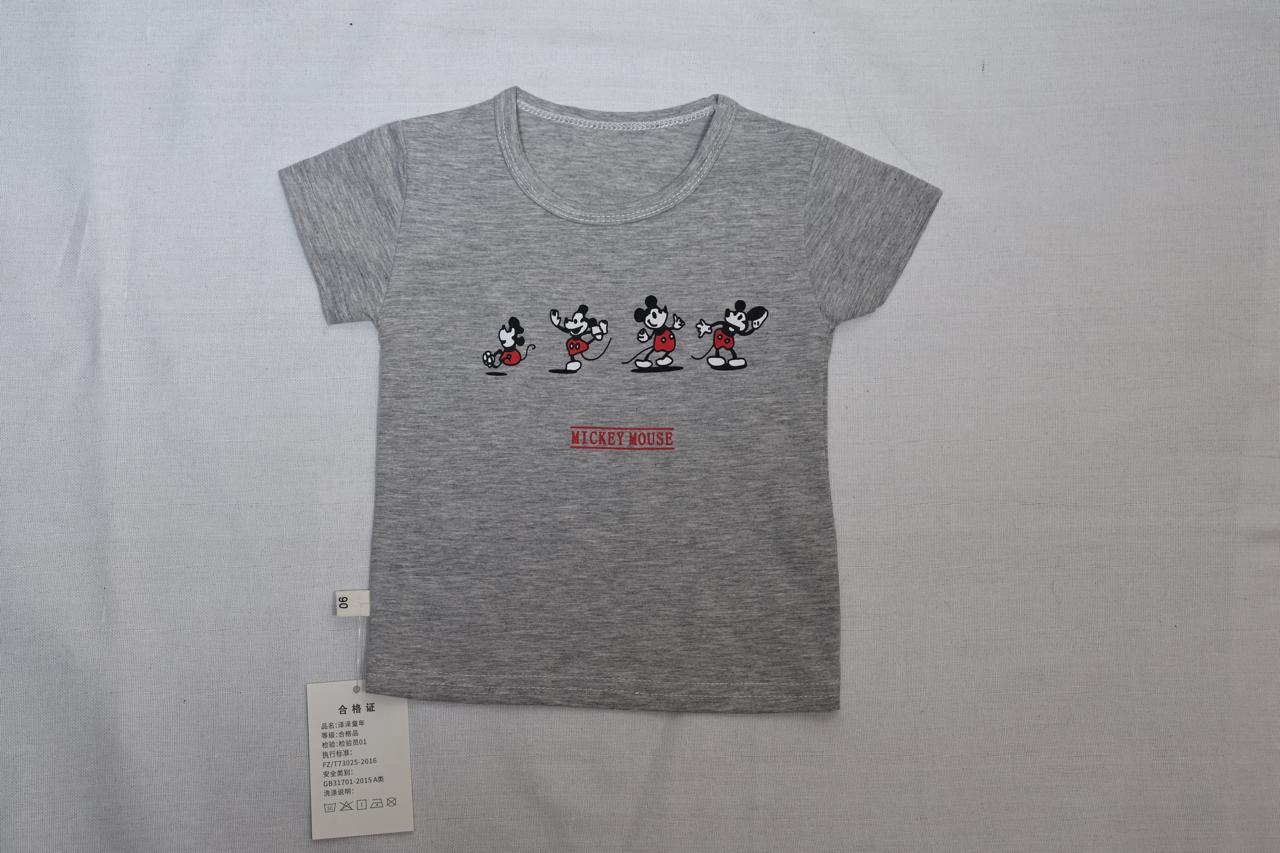 MICKEY MOUSE
90
合格证
品名:泽泽童年
等级:合格品
检验:检验员01
执行标准:
FZ/T73025-2016
安全类别:
GB31701-2015 A类
洗涤说明: